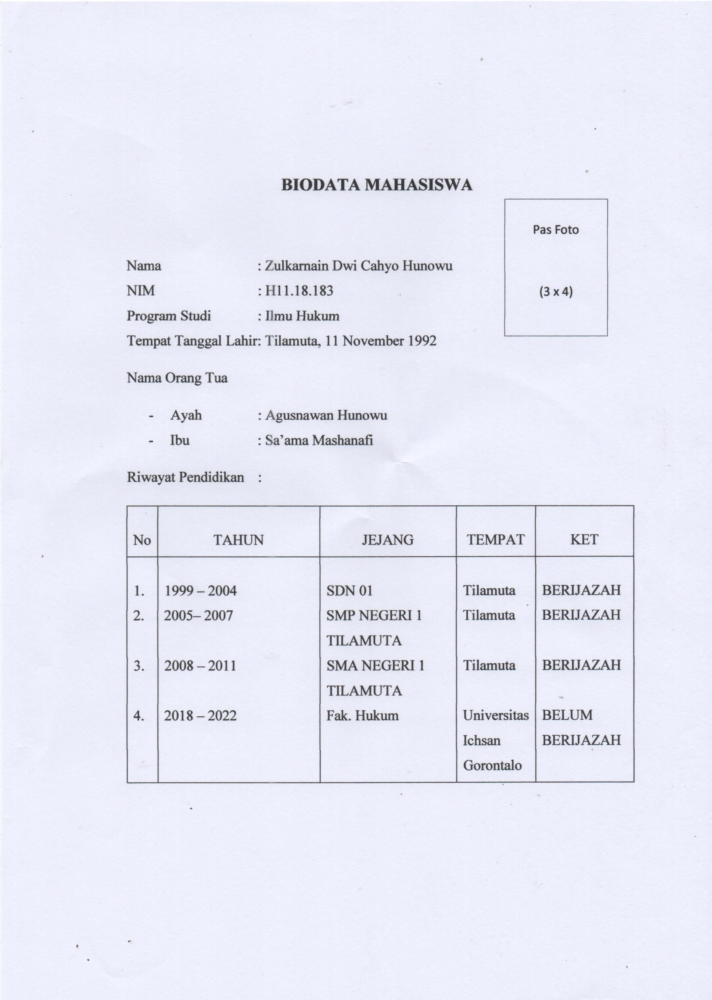 BIODATA MAHASISWA
Pas Foto
(3 x 4)
Nama : Zulkarnain Dwi Cahyo Hunowu
NIM : H11.18.183
Program Studi : Ilmu Hukum
Tempat Tanggal Lahir: Tilamuta, 11 November 1992
Nama Orang Tua
- Ayah : Agusnawan Hunowu
- Ibu : Sa’ama Mashanafi
Riwayat Pendidikan :
No TAHUN JEJANG TEMPAT KET
1. 1999 – 2004 SDN 01 Tilamuta BERIJAZAH
2. 2005– 2007 SMP NEGERI 1 Tilamuta BERIJAZAH
TILAMUTA
3. 2008 – 2011 SMA NEGERI 1 Tilamuta BERIJAZAH
TILAMUTA
4. 2018 – 2022 Fak. Hukum Universitas BELUM
Ichsan BERIJAZAH
Gorontalo